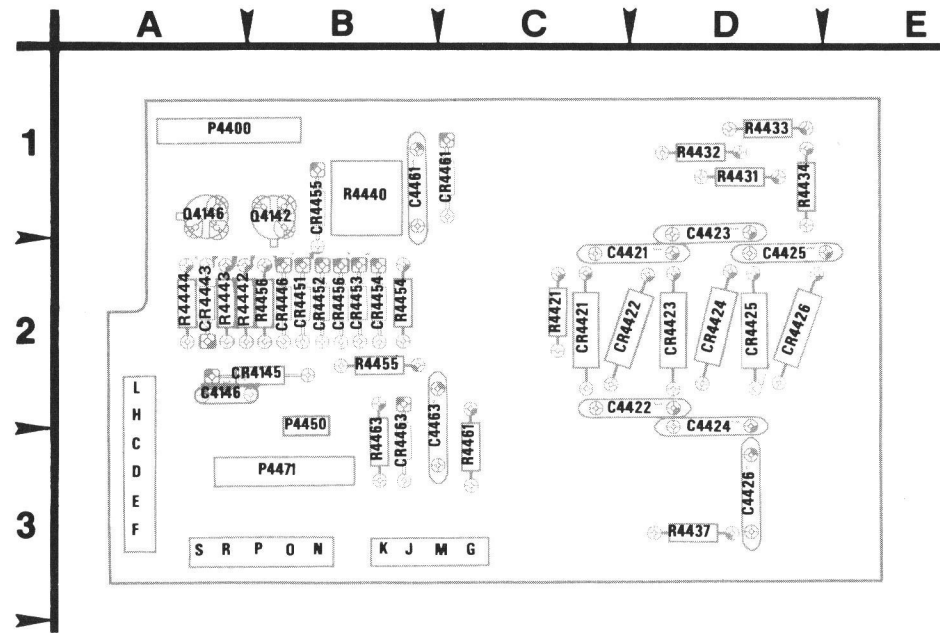 A B C D E
1
P4400
R4433
R4432
R4431
R4434
CR4455
R4440
C4461
CR4461
Q4146
Q4142
C4423
C4421
C4425
2
R4444
CR4443
R4443
R4442
R4456
CR4446
CR4451
CR4452
CR4456
CR4453
CR4454
R4454
R4421
CR4421
CR4422
CR4423
CR4424
CR4425
CR4426
R4455
CR4145
C4146
C4463
C4422
C4424
P4450
R4463
CR4463
R4461
P4471
C4426
L
H
C
D
E
F
3
R4437
S R P O N
K J M G